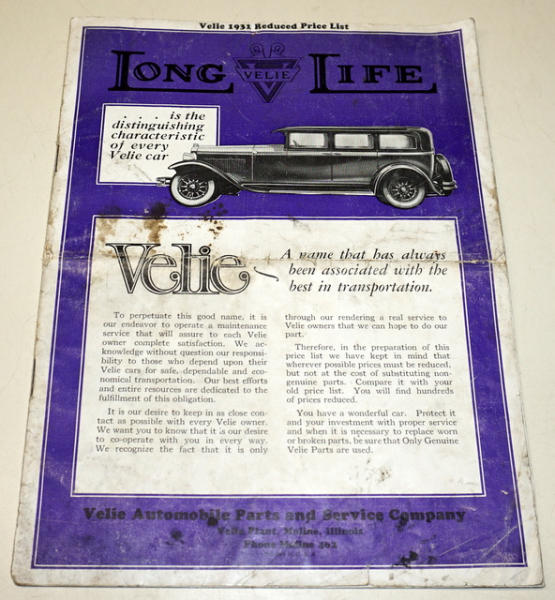 Velie 1932 Reduced Price List
LONG LIFE
VELIE
. . . is the
distinguishing
characteristic
of every
Velie car
Velie
A name that has always
been associated with the
best in transportation.
To perpetuate this good name, it is
our endeavor to operate a maintenance
service that will assure to each Velie
owner complete satisfaction. We ac-
knowledge without question our responsi-
bility to those who depend upon their
Velie cars for safe, dependable and eco-
nomical transportation. Our best efforts
and entire resources are dedicated to the
fulfillment of this obligation.
It is our desire to keep in as close con-
tact as possible with every Velie owner.
We want you to know that it is our desire
to co-operate with you in every way.
We recognize the fact that it is only
through our rendering a real service to
Velie owners that we can hope to do our
part.
Therefore, in the preparation of this
price list we have kept in mind that
wherever possible prices must be reduced,
but not at the cost of substituting non-
genuine parts. Compare it with your
old price list. You will find hundreds
of prices reduced.
You have a wonderful car. Protect it
and your investment with proper service
and when it is necessary to replace worn
or broken parts, be sure that Only Genuine
Velie Parts are used.
Velie Automobile Parts and Service Company
Velie Plant, Moline, Illinois
Phone Moline